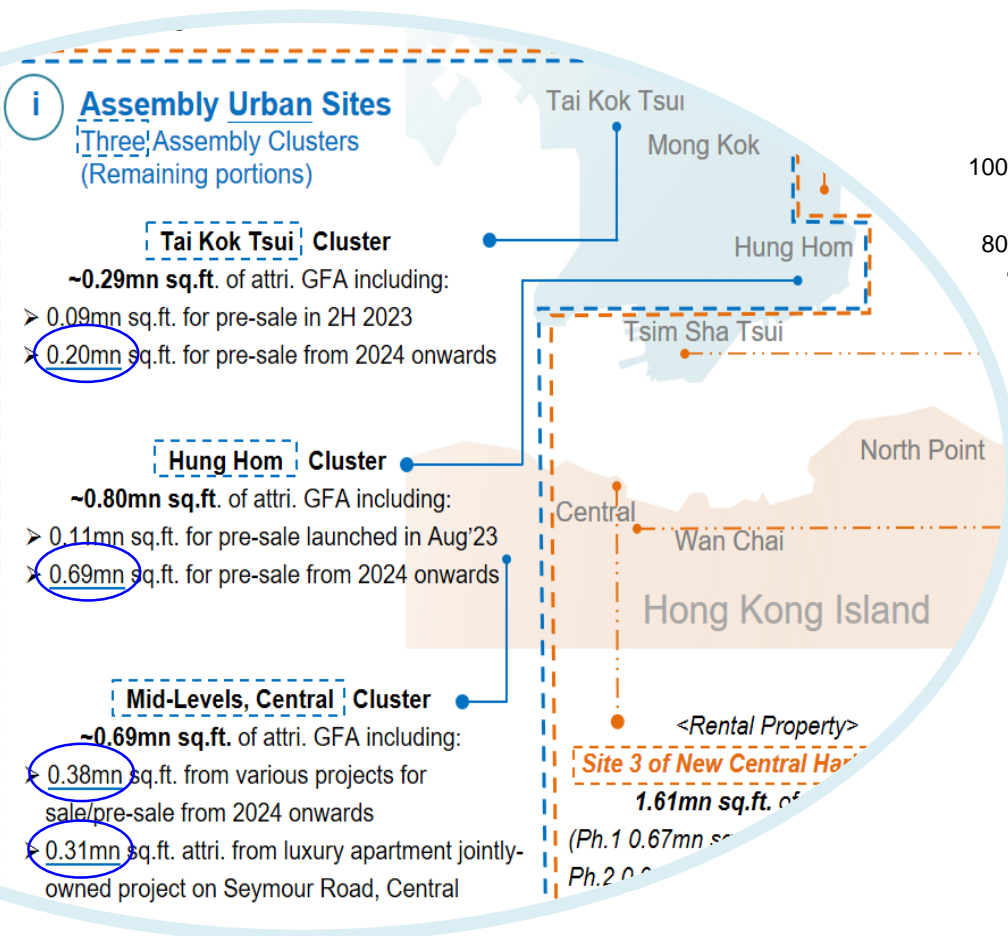 i
Assembly Urban Sites
Three Assembly Clusters
(Remaining portions)
Tai Kok Tsui Cluster
~0.29mn sq.ft. of attri. GFA including:
➢ 0.09mn sq.ft. for pre-sale in 2H 2023
➢ 0.20mn sq.ft. for pre-sale from 2024 onwards
Hung Hom Cluster
~0.80mn sq.ft. of attri. GFA including:
➢ 0.11mn sq.ft. for pre-sale launched in Aug'23
➢ 0.69mn sq.ft. for pre-sale from 2024 onwards
Mid-Levels, Central Cluster
~0.69mn sq.ft. of attri. GFA including:
➢ 0.38mn sq.ft. from various projects for
sale/pre-sale from 2024 onwards
➢ 0.31mn sq.ft. attri. from luxury apartment jointly-
owned project on Seymour Road, Central
Tai Kok Tsui
Mong Kok
Hung Hom
Tsim Sha Tsui
North Point
Central
Wan Chai
Hong Kong Island
<Rental Property>
Site 3 of New Central
1.61mn sq.ft. of
(Ph.1 0.67mn
Ph.2
100
80